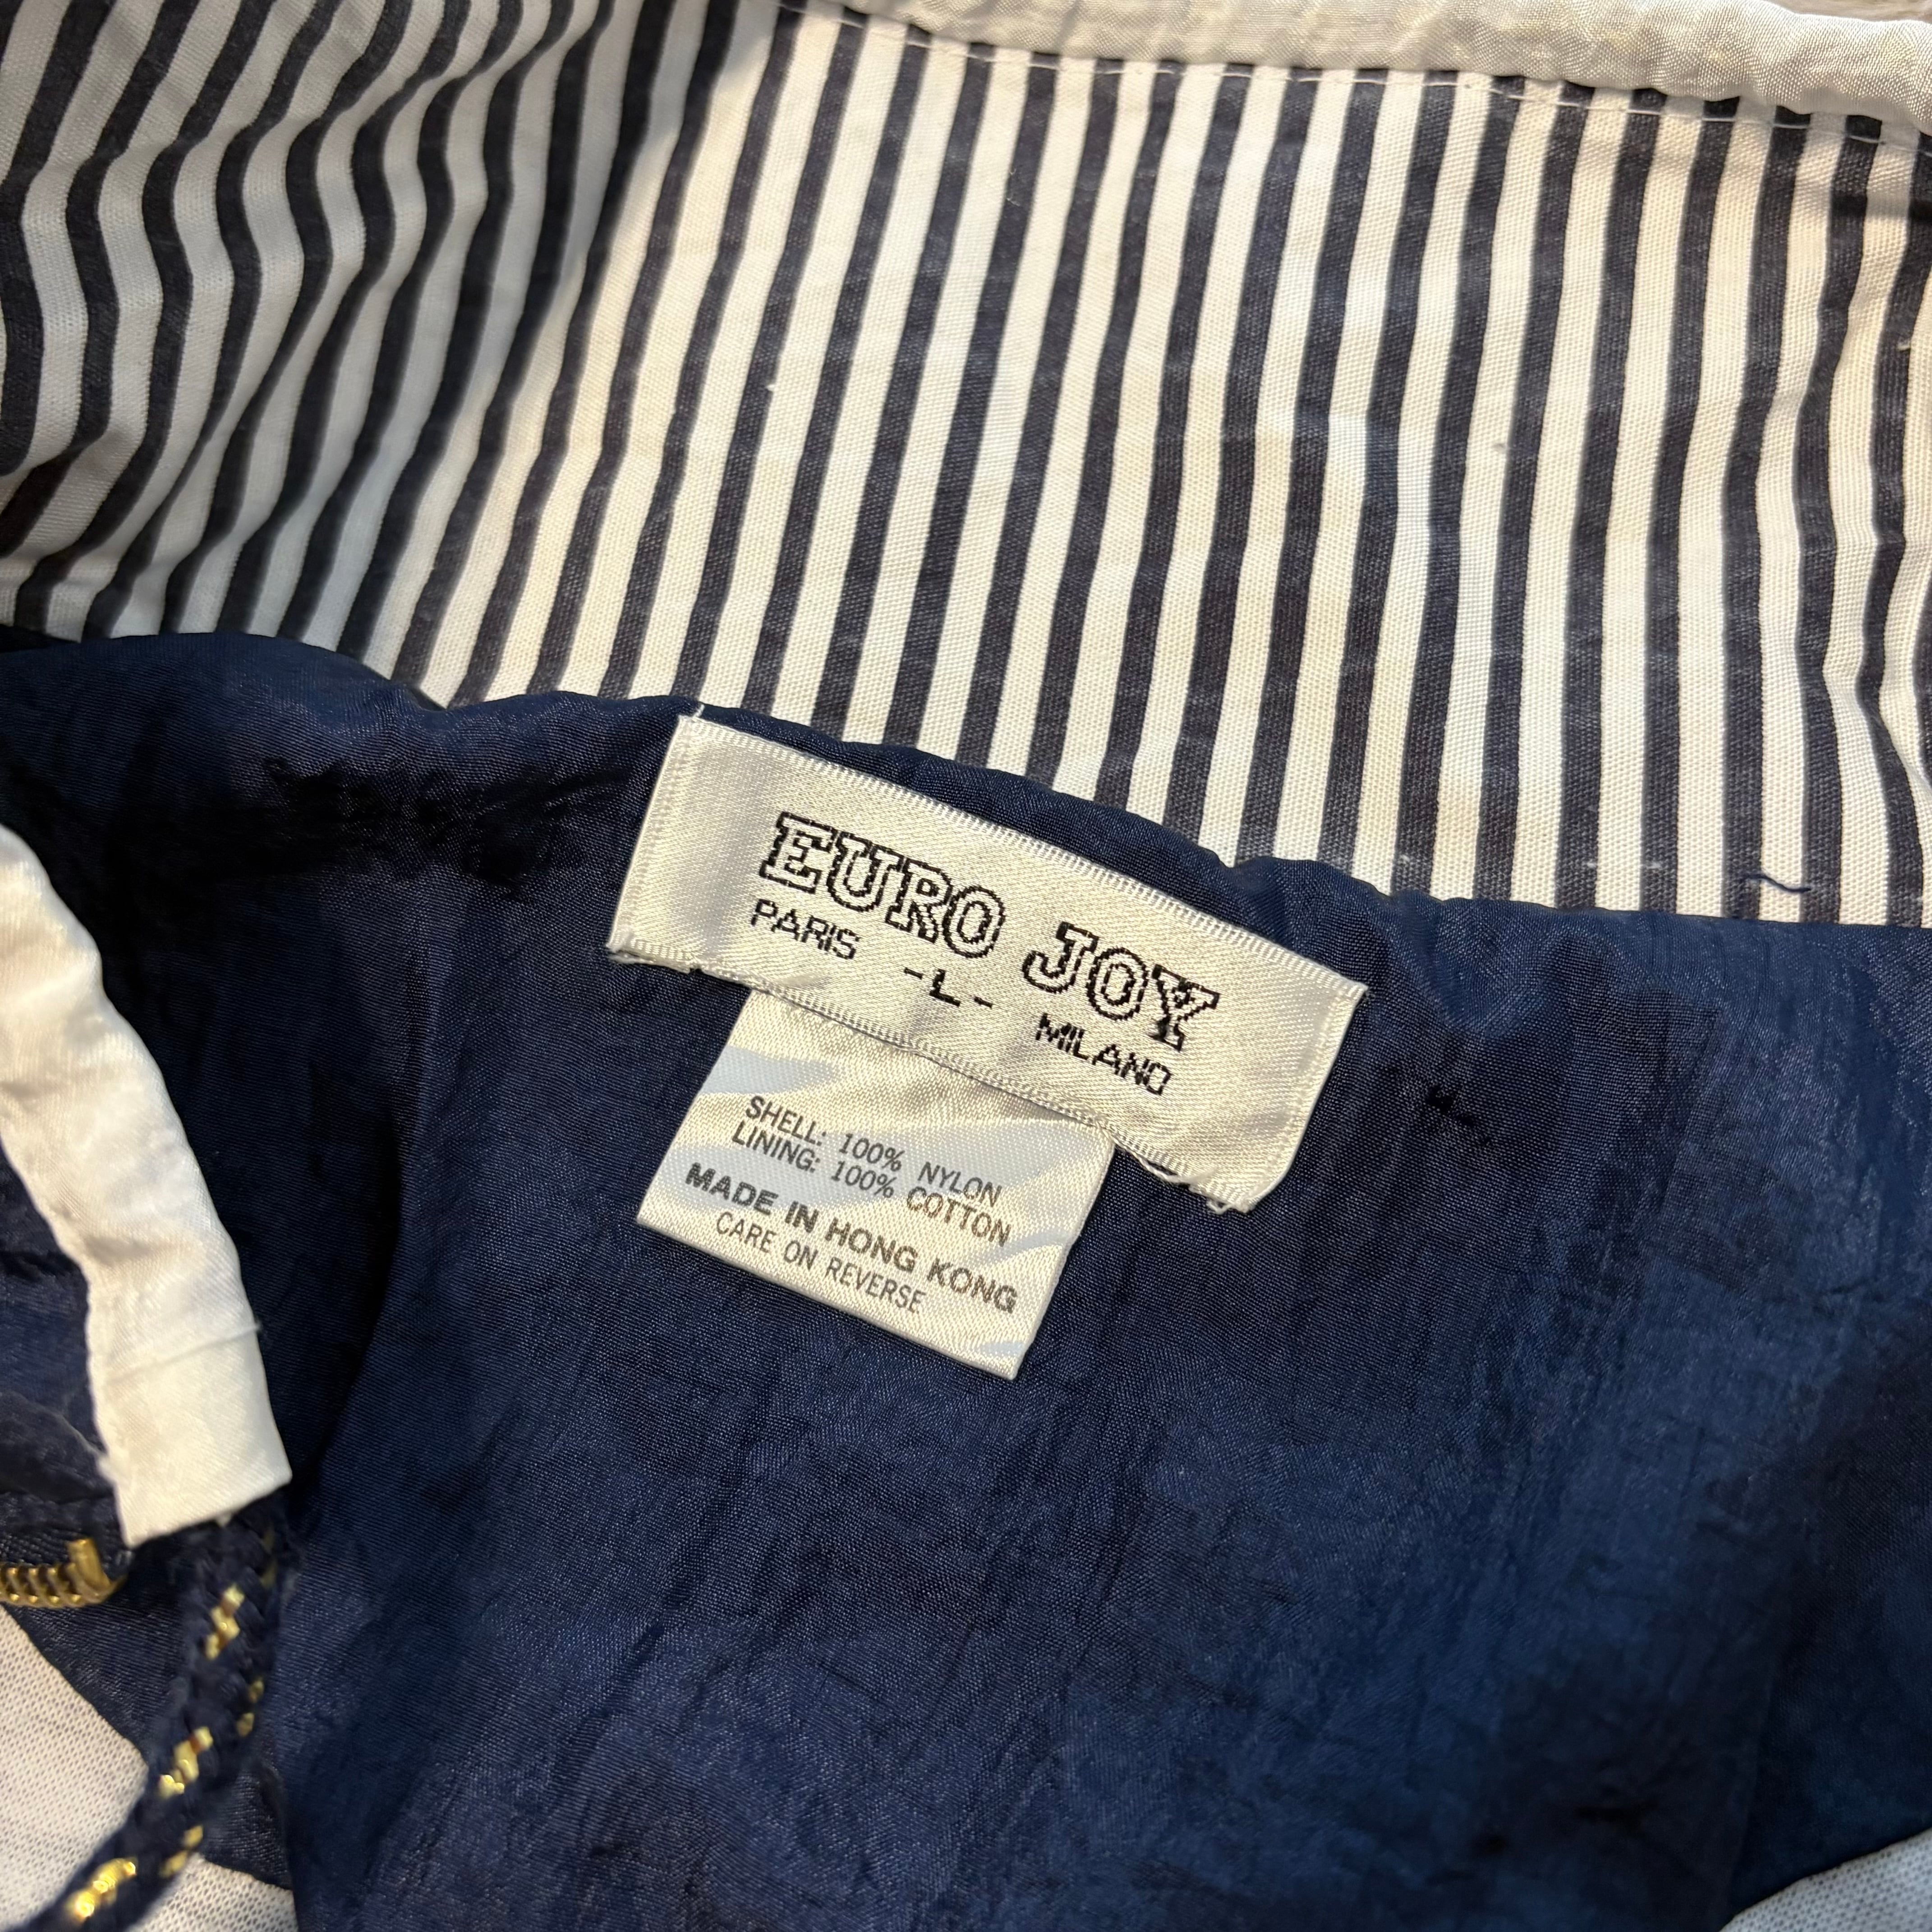 EURO JOY
PARIS -L- MILANO
SHELL: 100% NYLON
LINING: 100% COTTON
MADE IN HONG KONG
CARE ON REVERSE